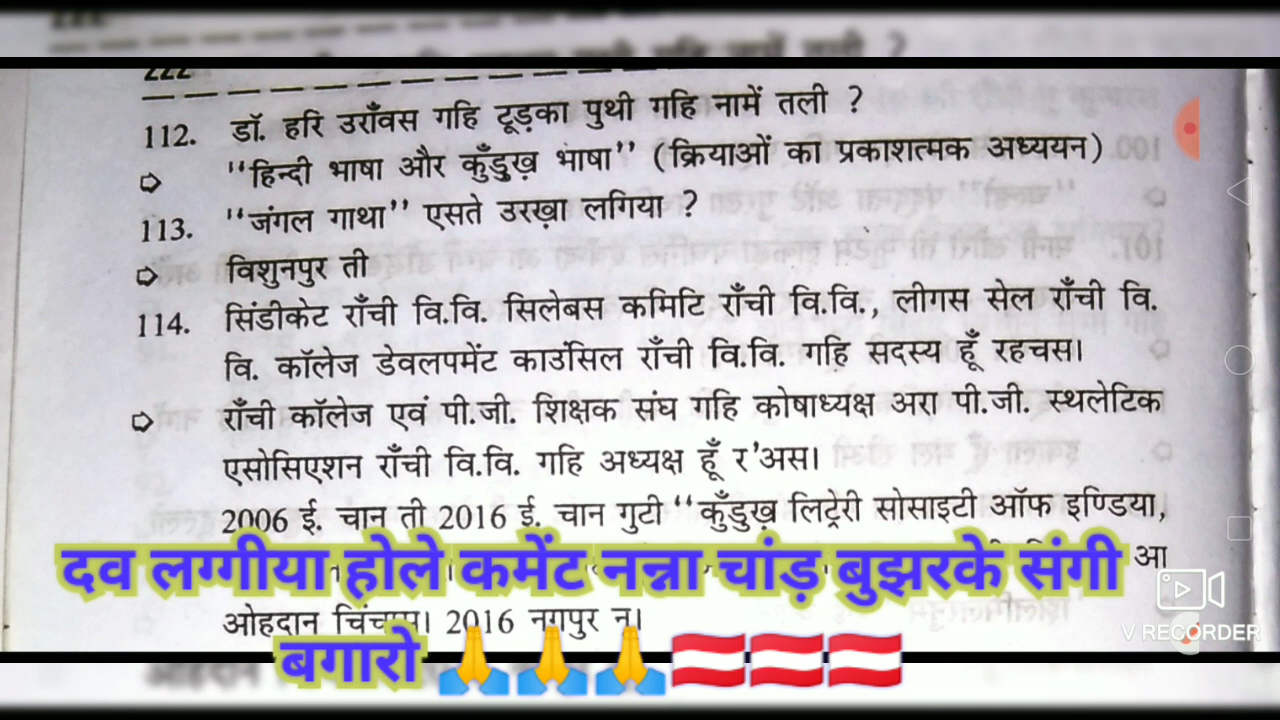 222
112. डॉ. हरि उराँवस गहि टूड़का पुथी गहि नामें तली ?
➩ "हिन्दी भाषा और कुँडुख़ भाषा" (क्रियाओं का प्रकाशत्मक अध्ययन)
113. "जंगल गाथा" एसते उरख़ा लगिया ?
➩ विशुनपुर ती
114. सिंडीकेट राँची वि.वि. सिलेबस कमिटि राँची वि.वि., लीगस सेल राँची वि.
वि. कॉलेज डेवलपमेंट काउंसिल राँची वि.वि. गहि सदस्य हूँ रहचस।
➩ राँची कॉलेज एवं पी.जी. शिक्षक संघ गहि कोषाध्यक्ष अरा पी.जी. स्थलेटिक
एसोसिएशन राँची वि.वि. गहि अध्यक्ष हूँ र'अस।
2006 ई. चान ती 2016 ई. चान गुटी "कुँडुख़ लिट्रेरी सोसाइटी ऑफ इण्डिया,
आ
दव लग्गीया होले कमेंट नन्ना चांड़ बुझरके संगी
ओहदान 2016 नगपुर न।
बगारो 🙏🙏🙏🇦🇹🇦🇹🇦🇹
V RECORDER